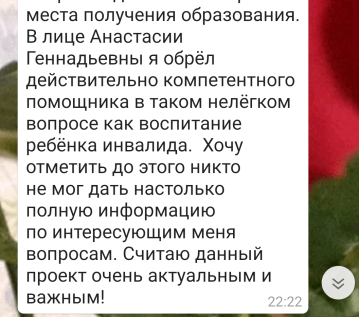 места получения образования.
В лице Анастасии
Геннадьевны я обрёл
действительно компетентного
помощника в таком нелёгком
вопросе как воспитание
ребёнка инвалида.  Хочу
отметить до этого никто
не мог дать настолько
полную информацию
по интересующим меня
вопросам. Считаю данный
проект очень актуальным и
важным!
22:22